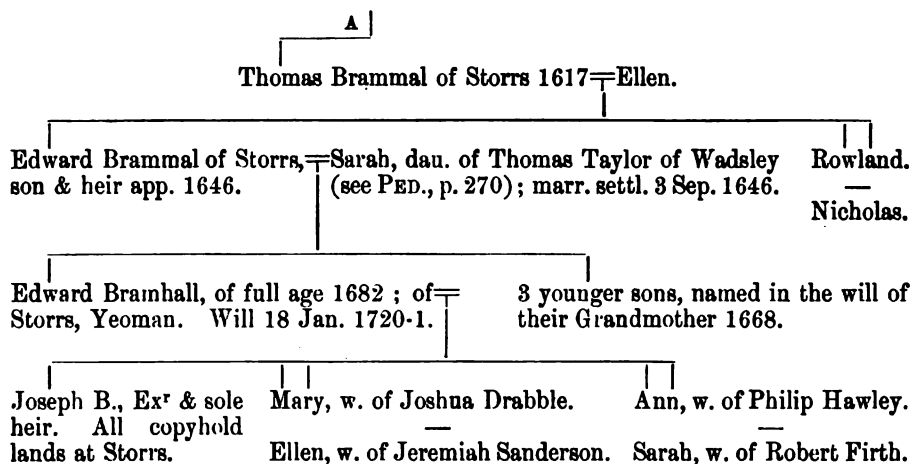 A
Thomas Brammal of Storrs 1617=Ellen.
Edward Brammal of Storrs,=Sarah, dau. of Thomas Taylor of Wadsley
son & heir app. 1646.
(see PED., p. 270); marr. settl. 3 Sep. 1646.
Rowland.
—
Nicholas.
Edward Bramhall, of full age 1682 ; of=
Storrs, Yeoman. Will 18 Jan. 1720-1.
3 younger sons, named in the will of
their Grandmother 1668.
Joseph B., Exʳ & sole
heir. All copyhold
lands at Storrs.
Mary, w. of Joshua Drabble.
—
Ellen, w. of Jeremiah Sanderson.
Ann, w. of Philip Hawley.
—
Sarah, w. of Robert Firth.